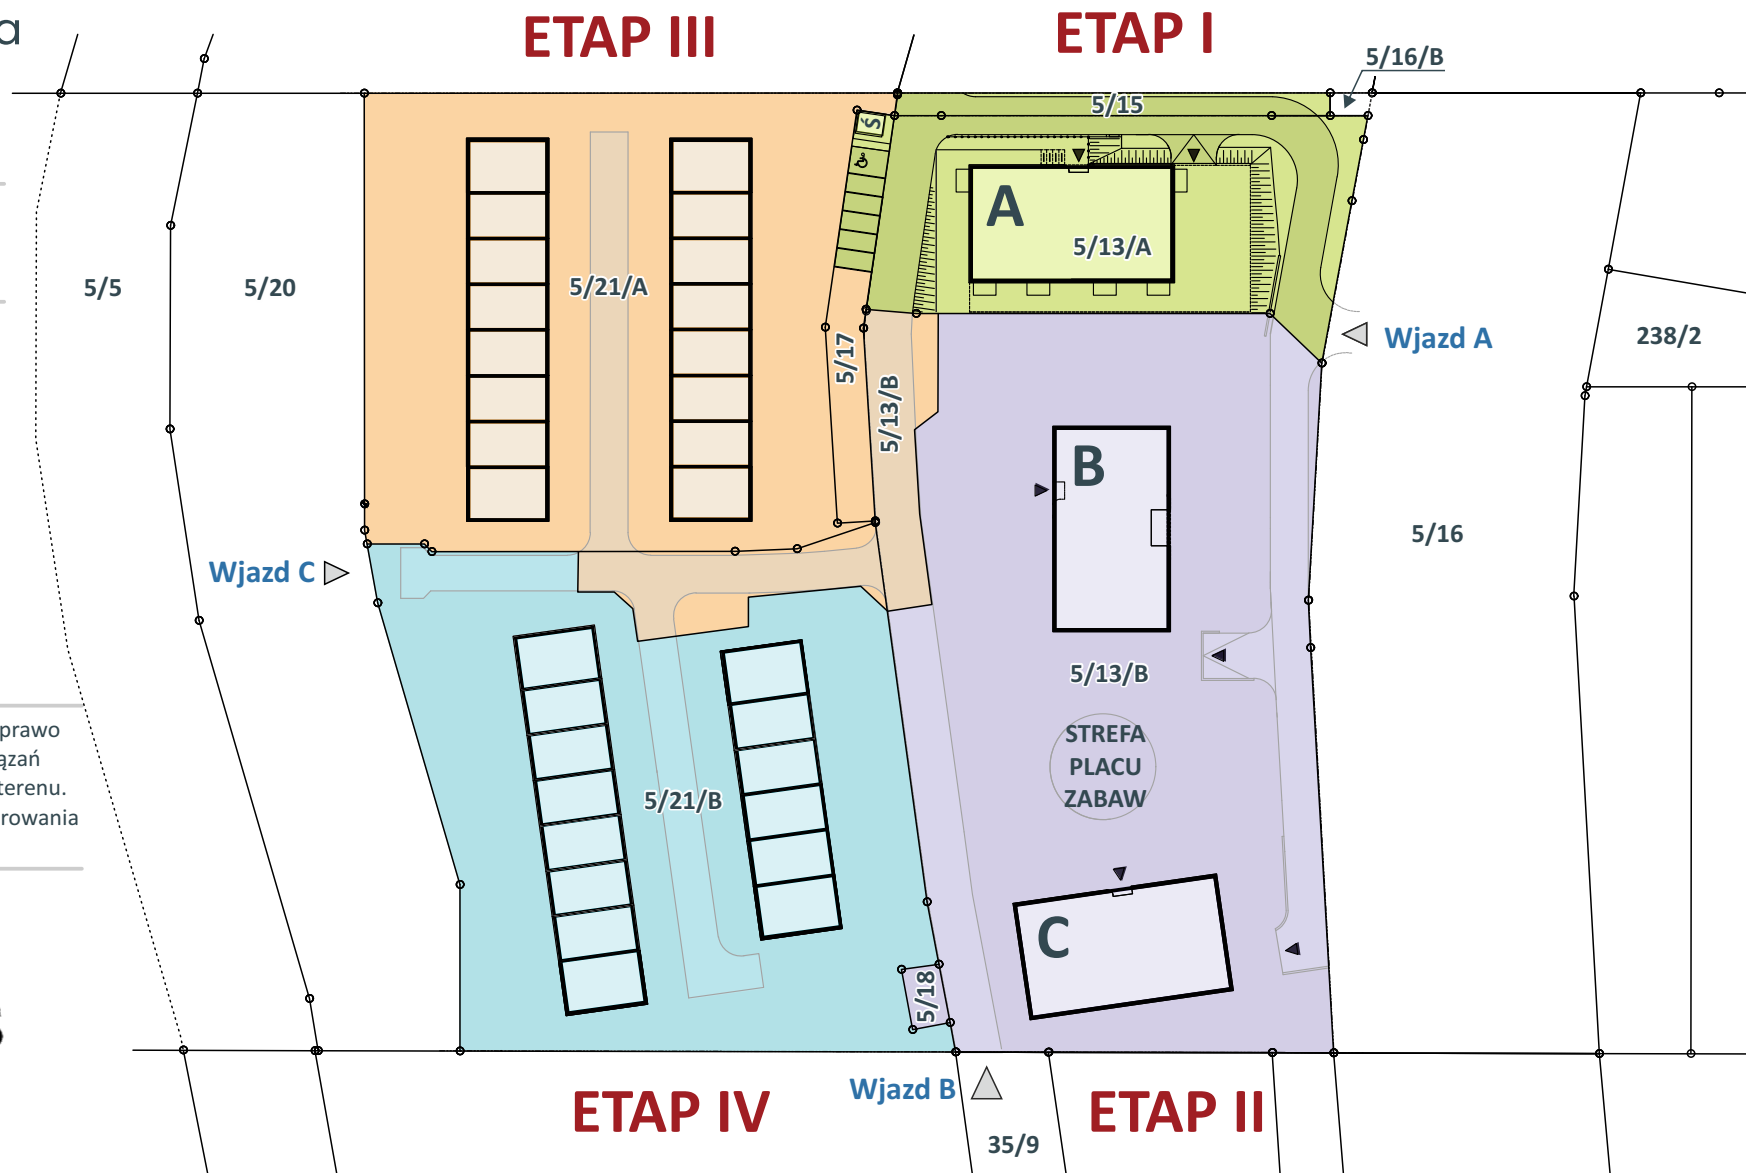 a
ETAP III
ETAP I
5/16/B
5/15
Ś
A
5/13/A
5/5
5/20
5/21/A
5/17
5/13/B
Wjazd A
238/2
B
5/16
Wjazd C
5/13/B
STREFA
PLACU
ZABAW
prawo
ązań
terenu.
rowania
5/21/B
C
5/18
Wjazd B
ETAP IV
ETAP II
35/9